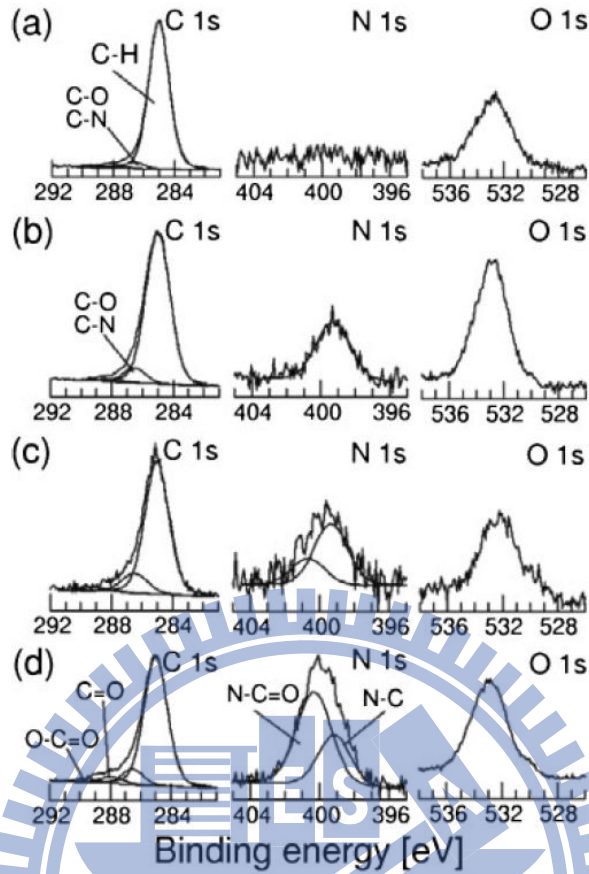 (a) C 1s N 1s O 1s
C-H
C-O
C-N
292 288 284 404 400 396 536 532 528
(b) C 1s N 1s O 1s
C-O
C-N
292 288 284 404 400 396 536 532 528
(c) C 1s N 1s O 1s
292 288 284 404 400 396 536 532 528
(d) C 1s N 1s O 1s
C=O N-C=O N-C
O-C=O
292 288 284 404 400 396 536 532 528
Binding energy [eV]